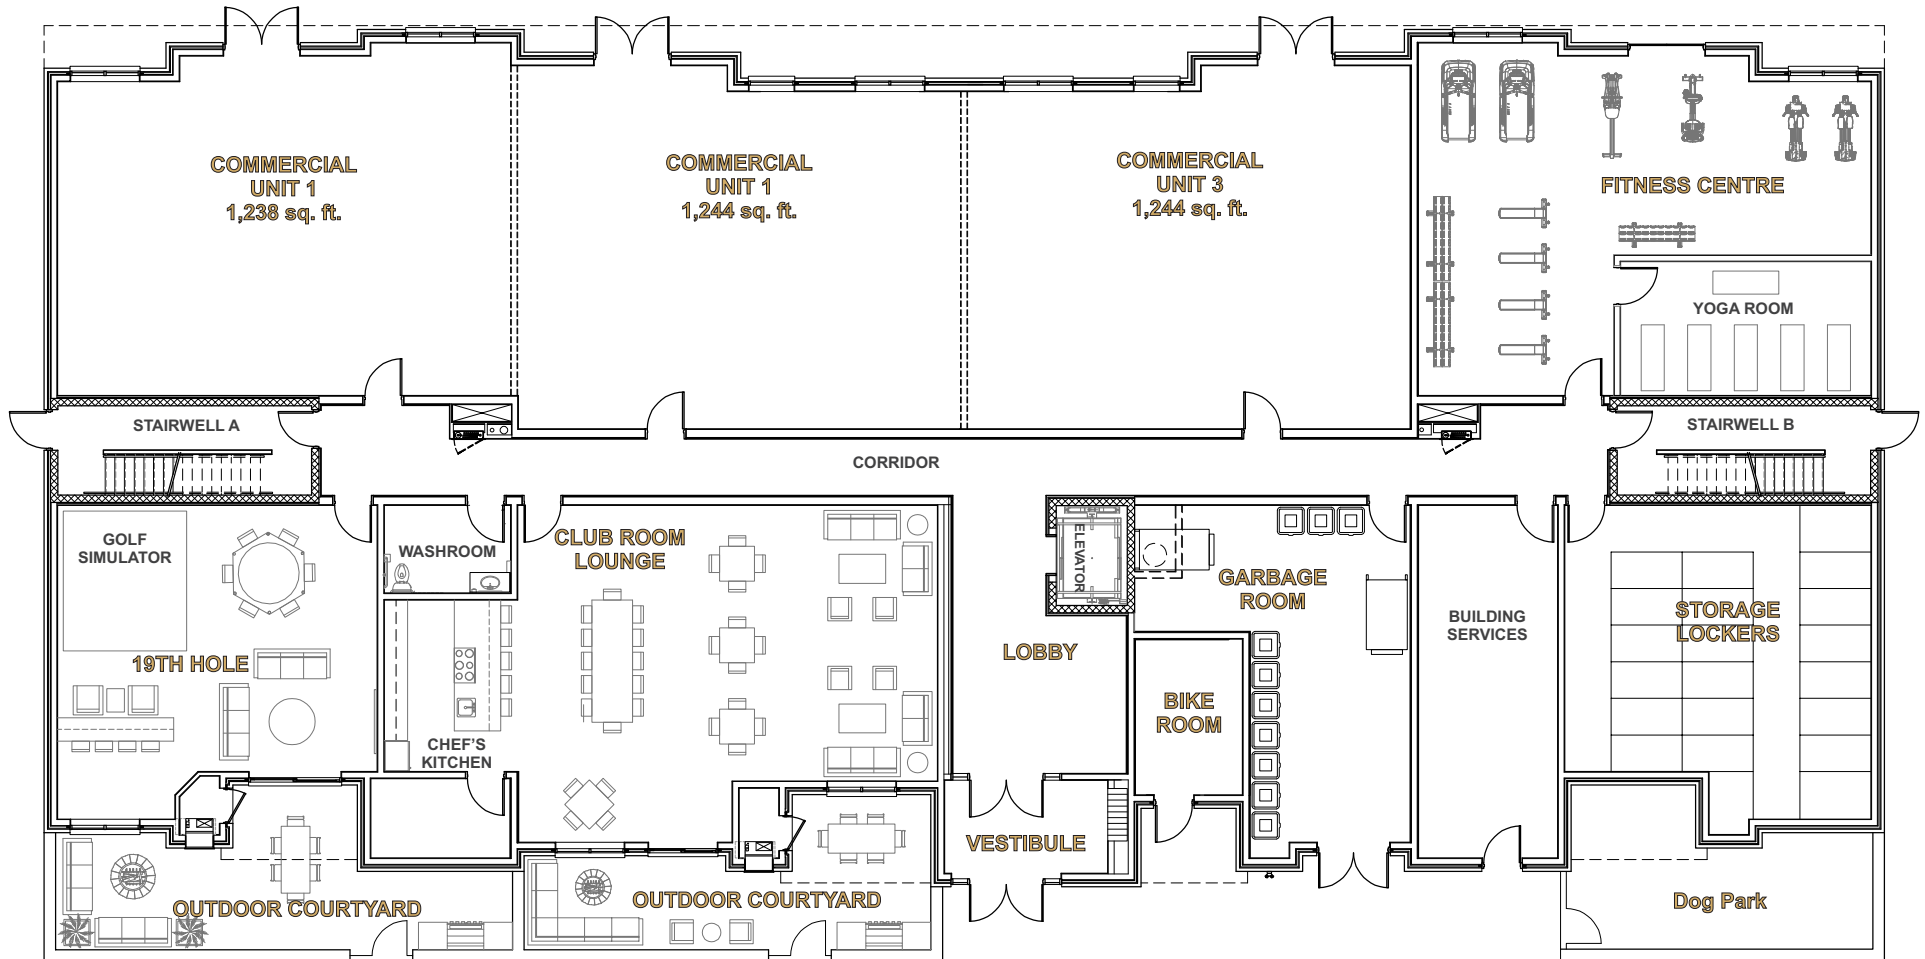 COMMERCIAL
UNIT 1
1,238 sq. ft.
COMMERCIAL
UNIT 1
1,244 sq. ft.
COMMERCIAL
UNIT 3
1,244 sq. ft.
FITNESS CENTRE
YOGA ROOM
STAIRWELL A
CORRIDOR
STAIRWELL B
GOLF
SIMULATOR
WASHROOM
CLUB ROOM
LOUNGE
ELEVATOR
GARBAGE
ROOM
BUILDING
SERVICES
STORAGE
LOCKERS
19TH HOLE
LOBBY
BIKE
ROOM
CHEF'S
KITCHEN
VESTIBULE
OUTDOOR COURTYARD
OUTDOOR COURTYARD
Dog Park